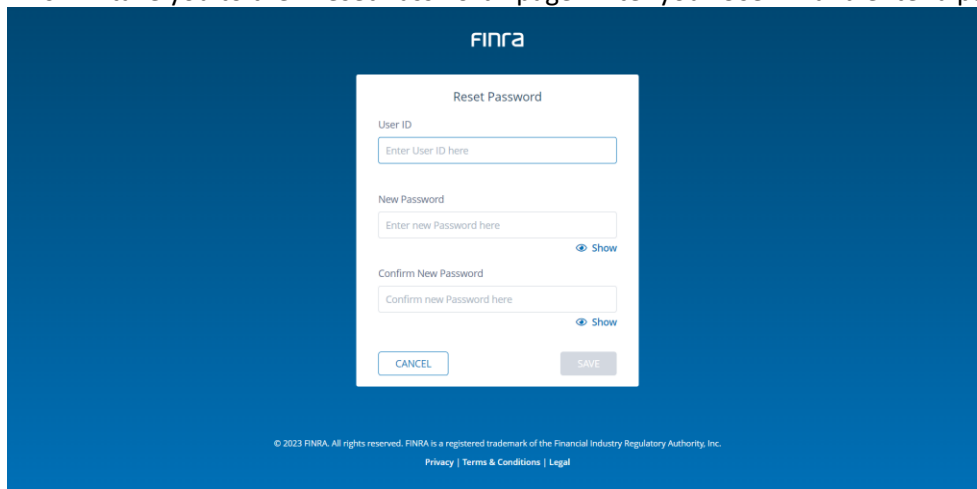 FINRA
Reset Password
User ID
Enter User ID here
New Password
Enter new Password here
Show
Confirm New Password
Confirm new Password here
Show
CANCEL
SAVE
© 2023 FINRA. All rights reserved. FINRA is a registered trademark of the Financial Industry Regulatory Authority, Inc.
Privacy | Terms & Conditions | Legal